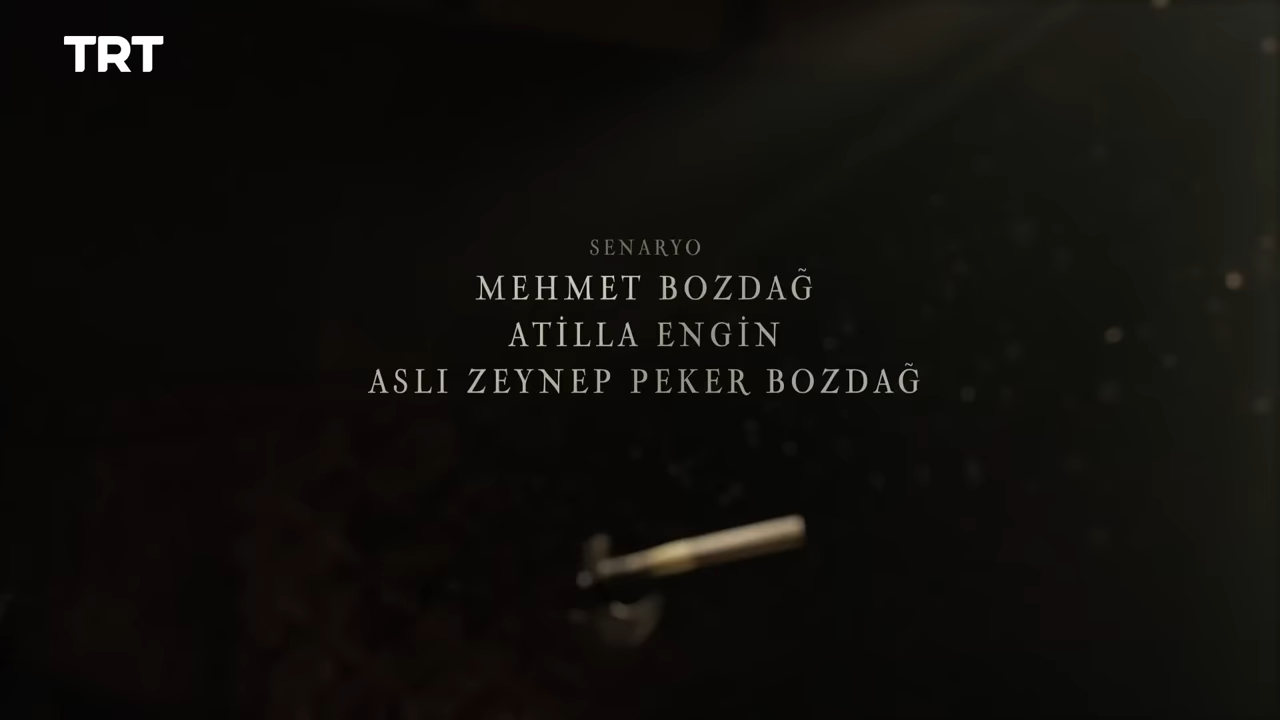 TRT
SENARYO
MEHMET BOZDAĞ
ATİLLA ENGİN
ASLI ZEYNEP PEKER BOZDAĞ